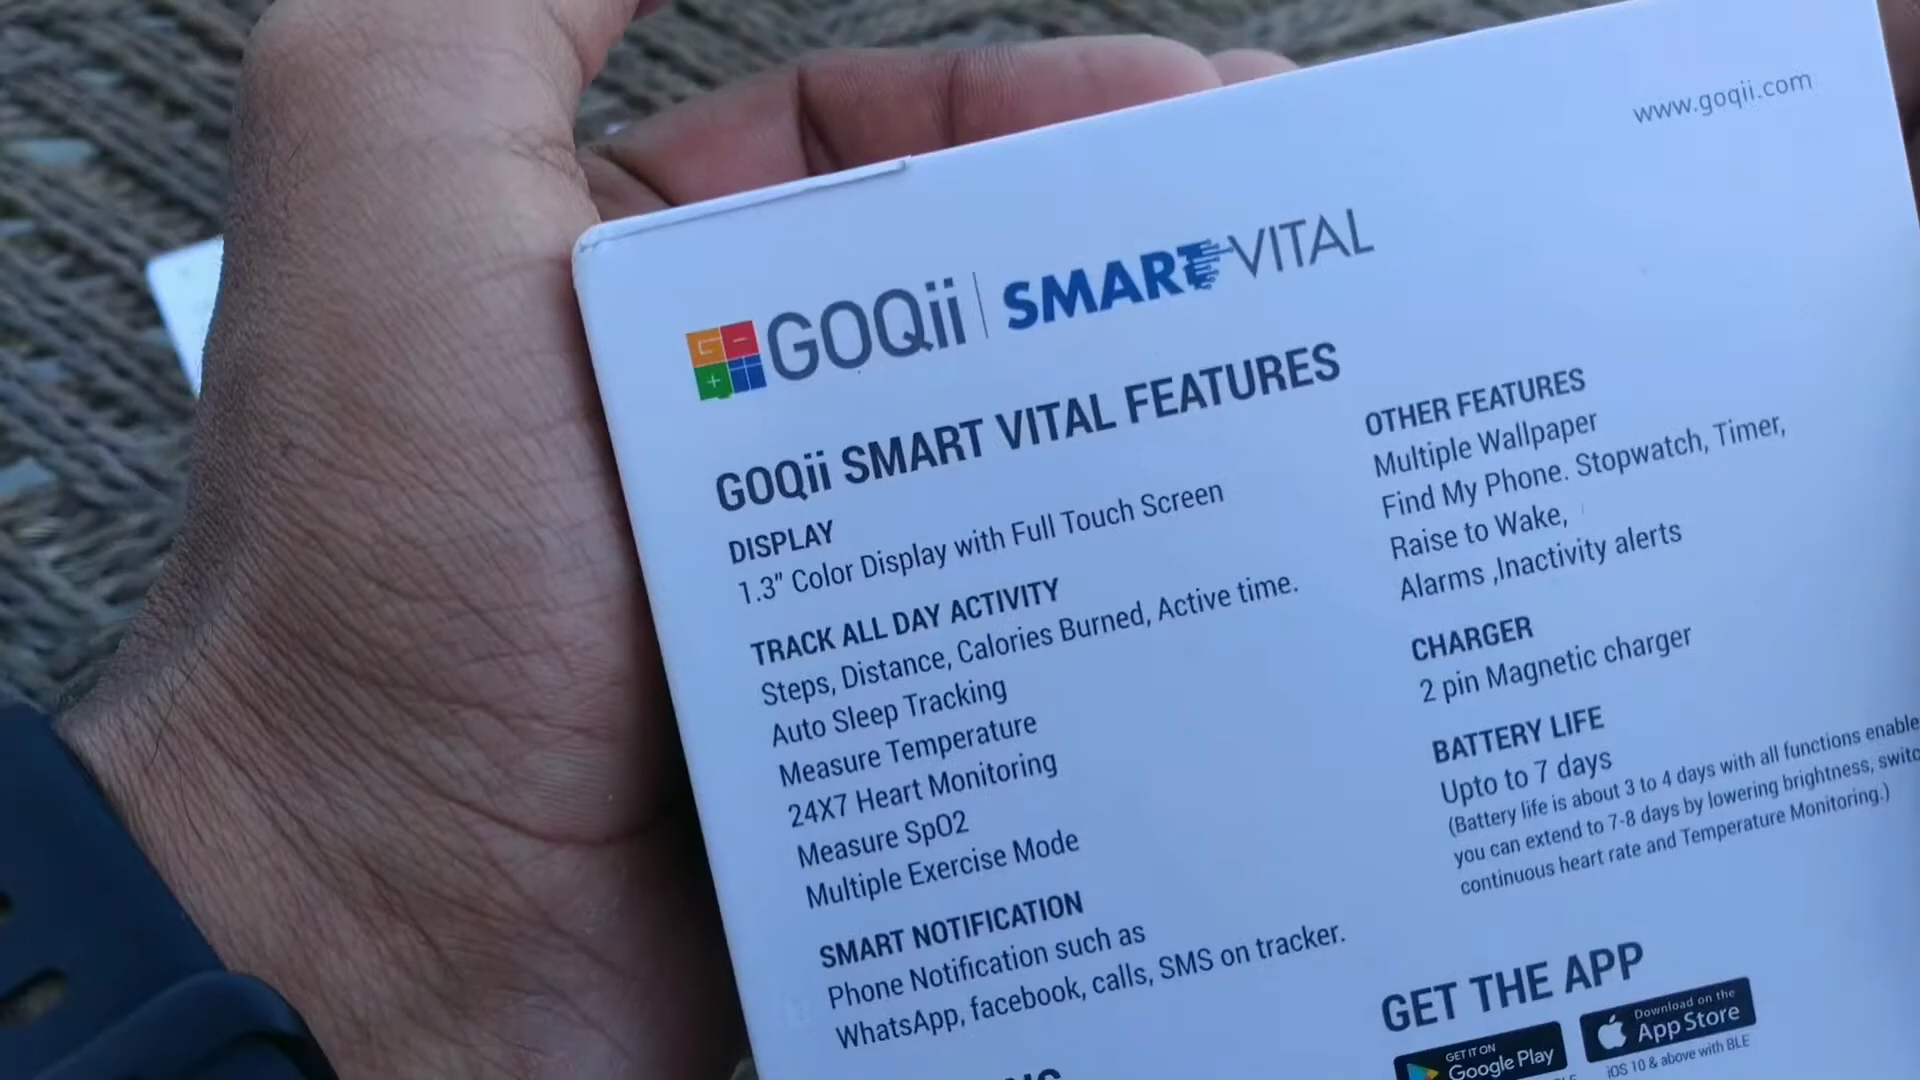 www.goqii.com
GOQii | SMART VITAL
GOQii SMART VITAL FEATURES
DISPLAY
1.3" Color Display with Full Touch Screen
TRACK ALL DAY ACTIVITY
Steps, Distance, Calories Burned, Active time.
Auto Sleep Tracking
Measure Temperature
24X7 Heart Monitoring
Measure SpO2
Multiple Exercise Mode
SMART NOTIFICATION
Phone Notification such as
WhatsApp, facebook, calls, SMS on tracker.
OTHER FEATURES
Multiple Wallpaper
Find My Phone. Stopwatch, Timer,
Raise to Wake,
Alarms ,Inactivity alerts
CHARGER
2 pin Magnetic charger
BATTERY LIFE
Upto to 7 days
(Battery life is about 3 to 4 days with all functions enable
you can extend to 7-8 days by lowering brightness, switc
continuous heart rate and Temperature Monitoring.)
GET THE APP
GET IT ON
Google Play
Download on the
App Store
iOS 10 & above with BLE